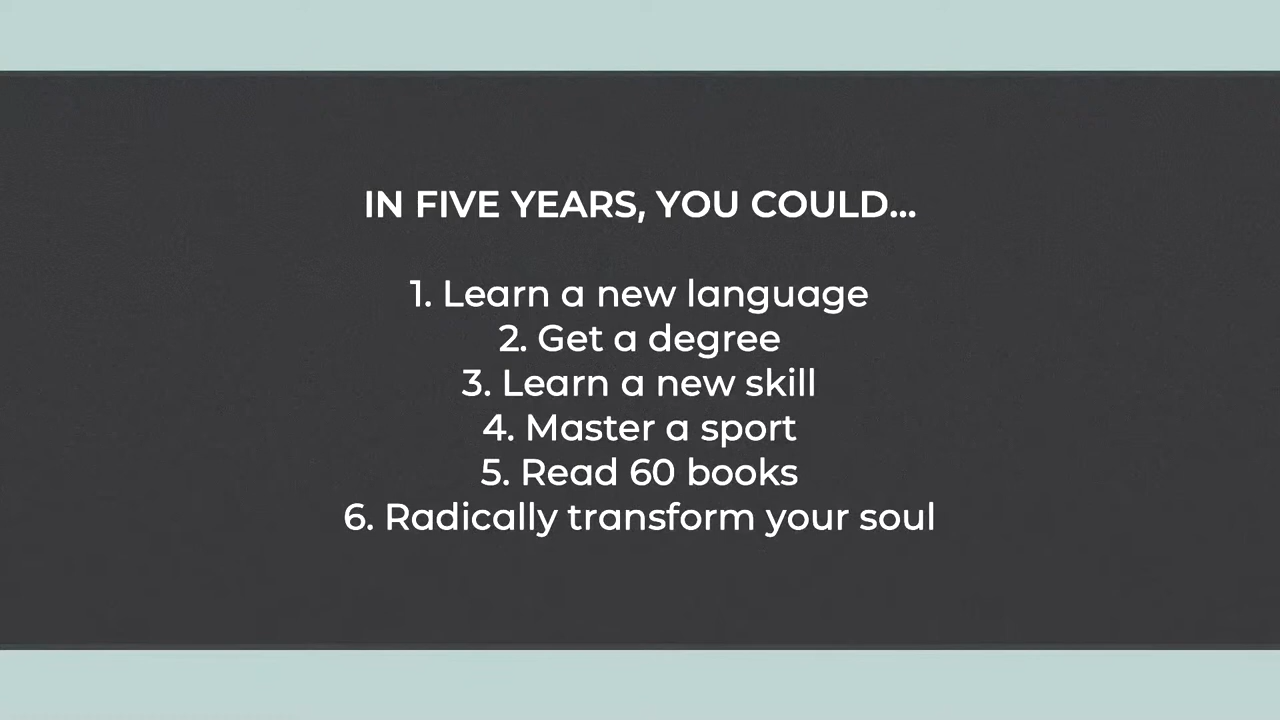 IN FIVE YEARS, YOU COULD...
1. Learn a new language
2. Get a degree
3. Learn a new skill
4. Master a sport
5. Read 60 books
6. Radically transform your soul